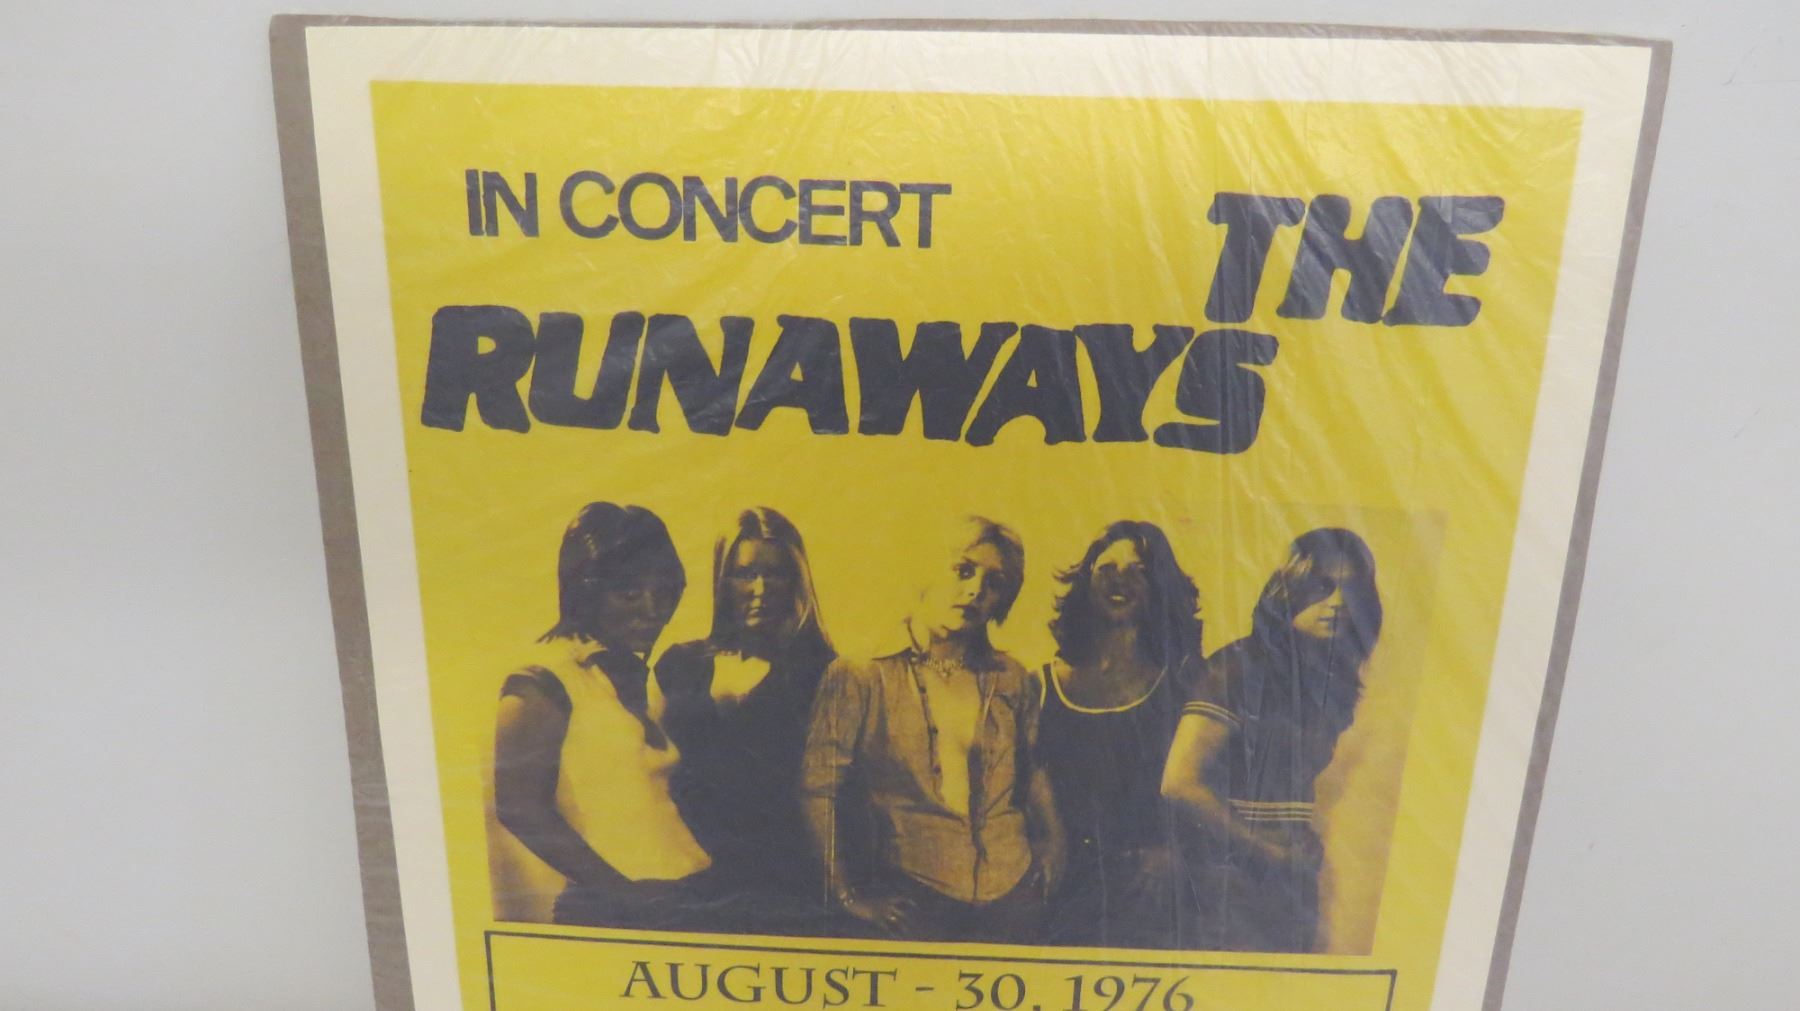 IN CONCERT
THE
RUNAWAYS
AUGUST - 30, 1976